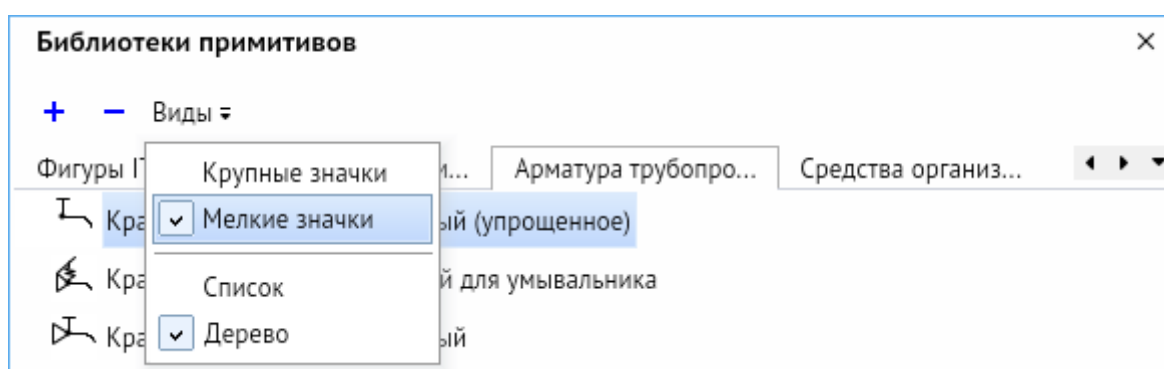 Библиотеки примитивов
Виды
Фигуры I и... Арматура трубопро... Средства организ...
Крупные значки
Кра ый (упрощенное)
Мелкие значки
Кра й для умывальника
Список
Кра ый
Дерево